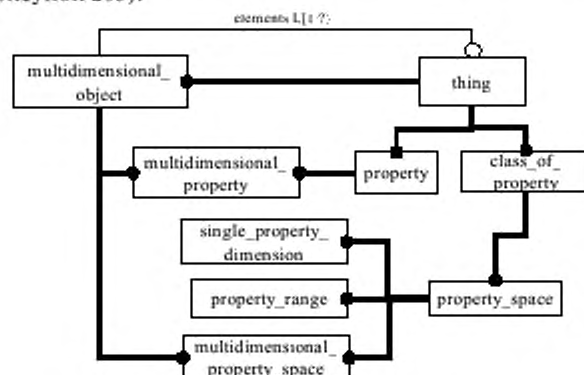 elements L[1:?]
multidimensional_
object
thing
multidimensional_
property
property
class_of_
property
single_property_
dimension
property_range
property_space
multidimensional_
property_space